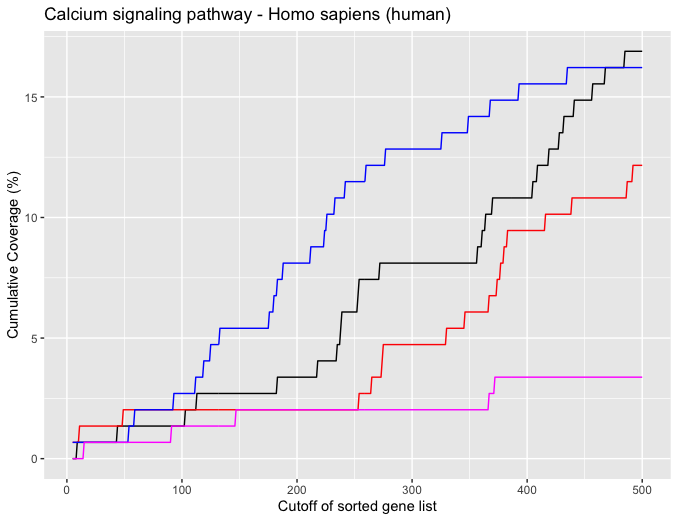 Calcium signaling pathway - Homo sapiens (human)
Cumulative Coverage (%)
15
10
5
0
0 100 200 300 400 500
Cutoff of sorted gene list